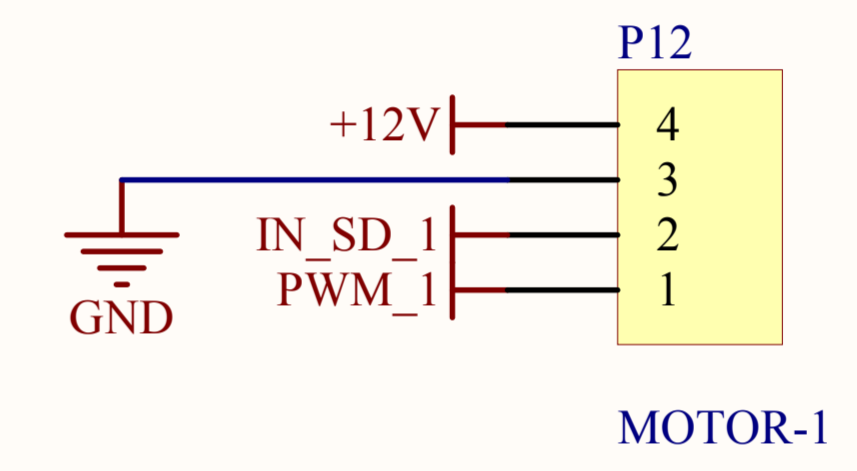 P12
+12V 4
3
IN_SD_1 2
PWM_1 1
GND
MOTOR-1